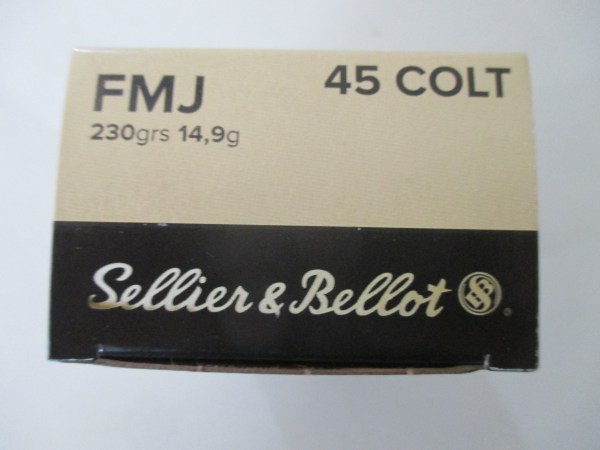 FMJ
45 COLT
230grs 14,9g
Sellier & Bellot